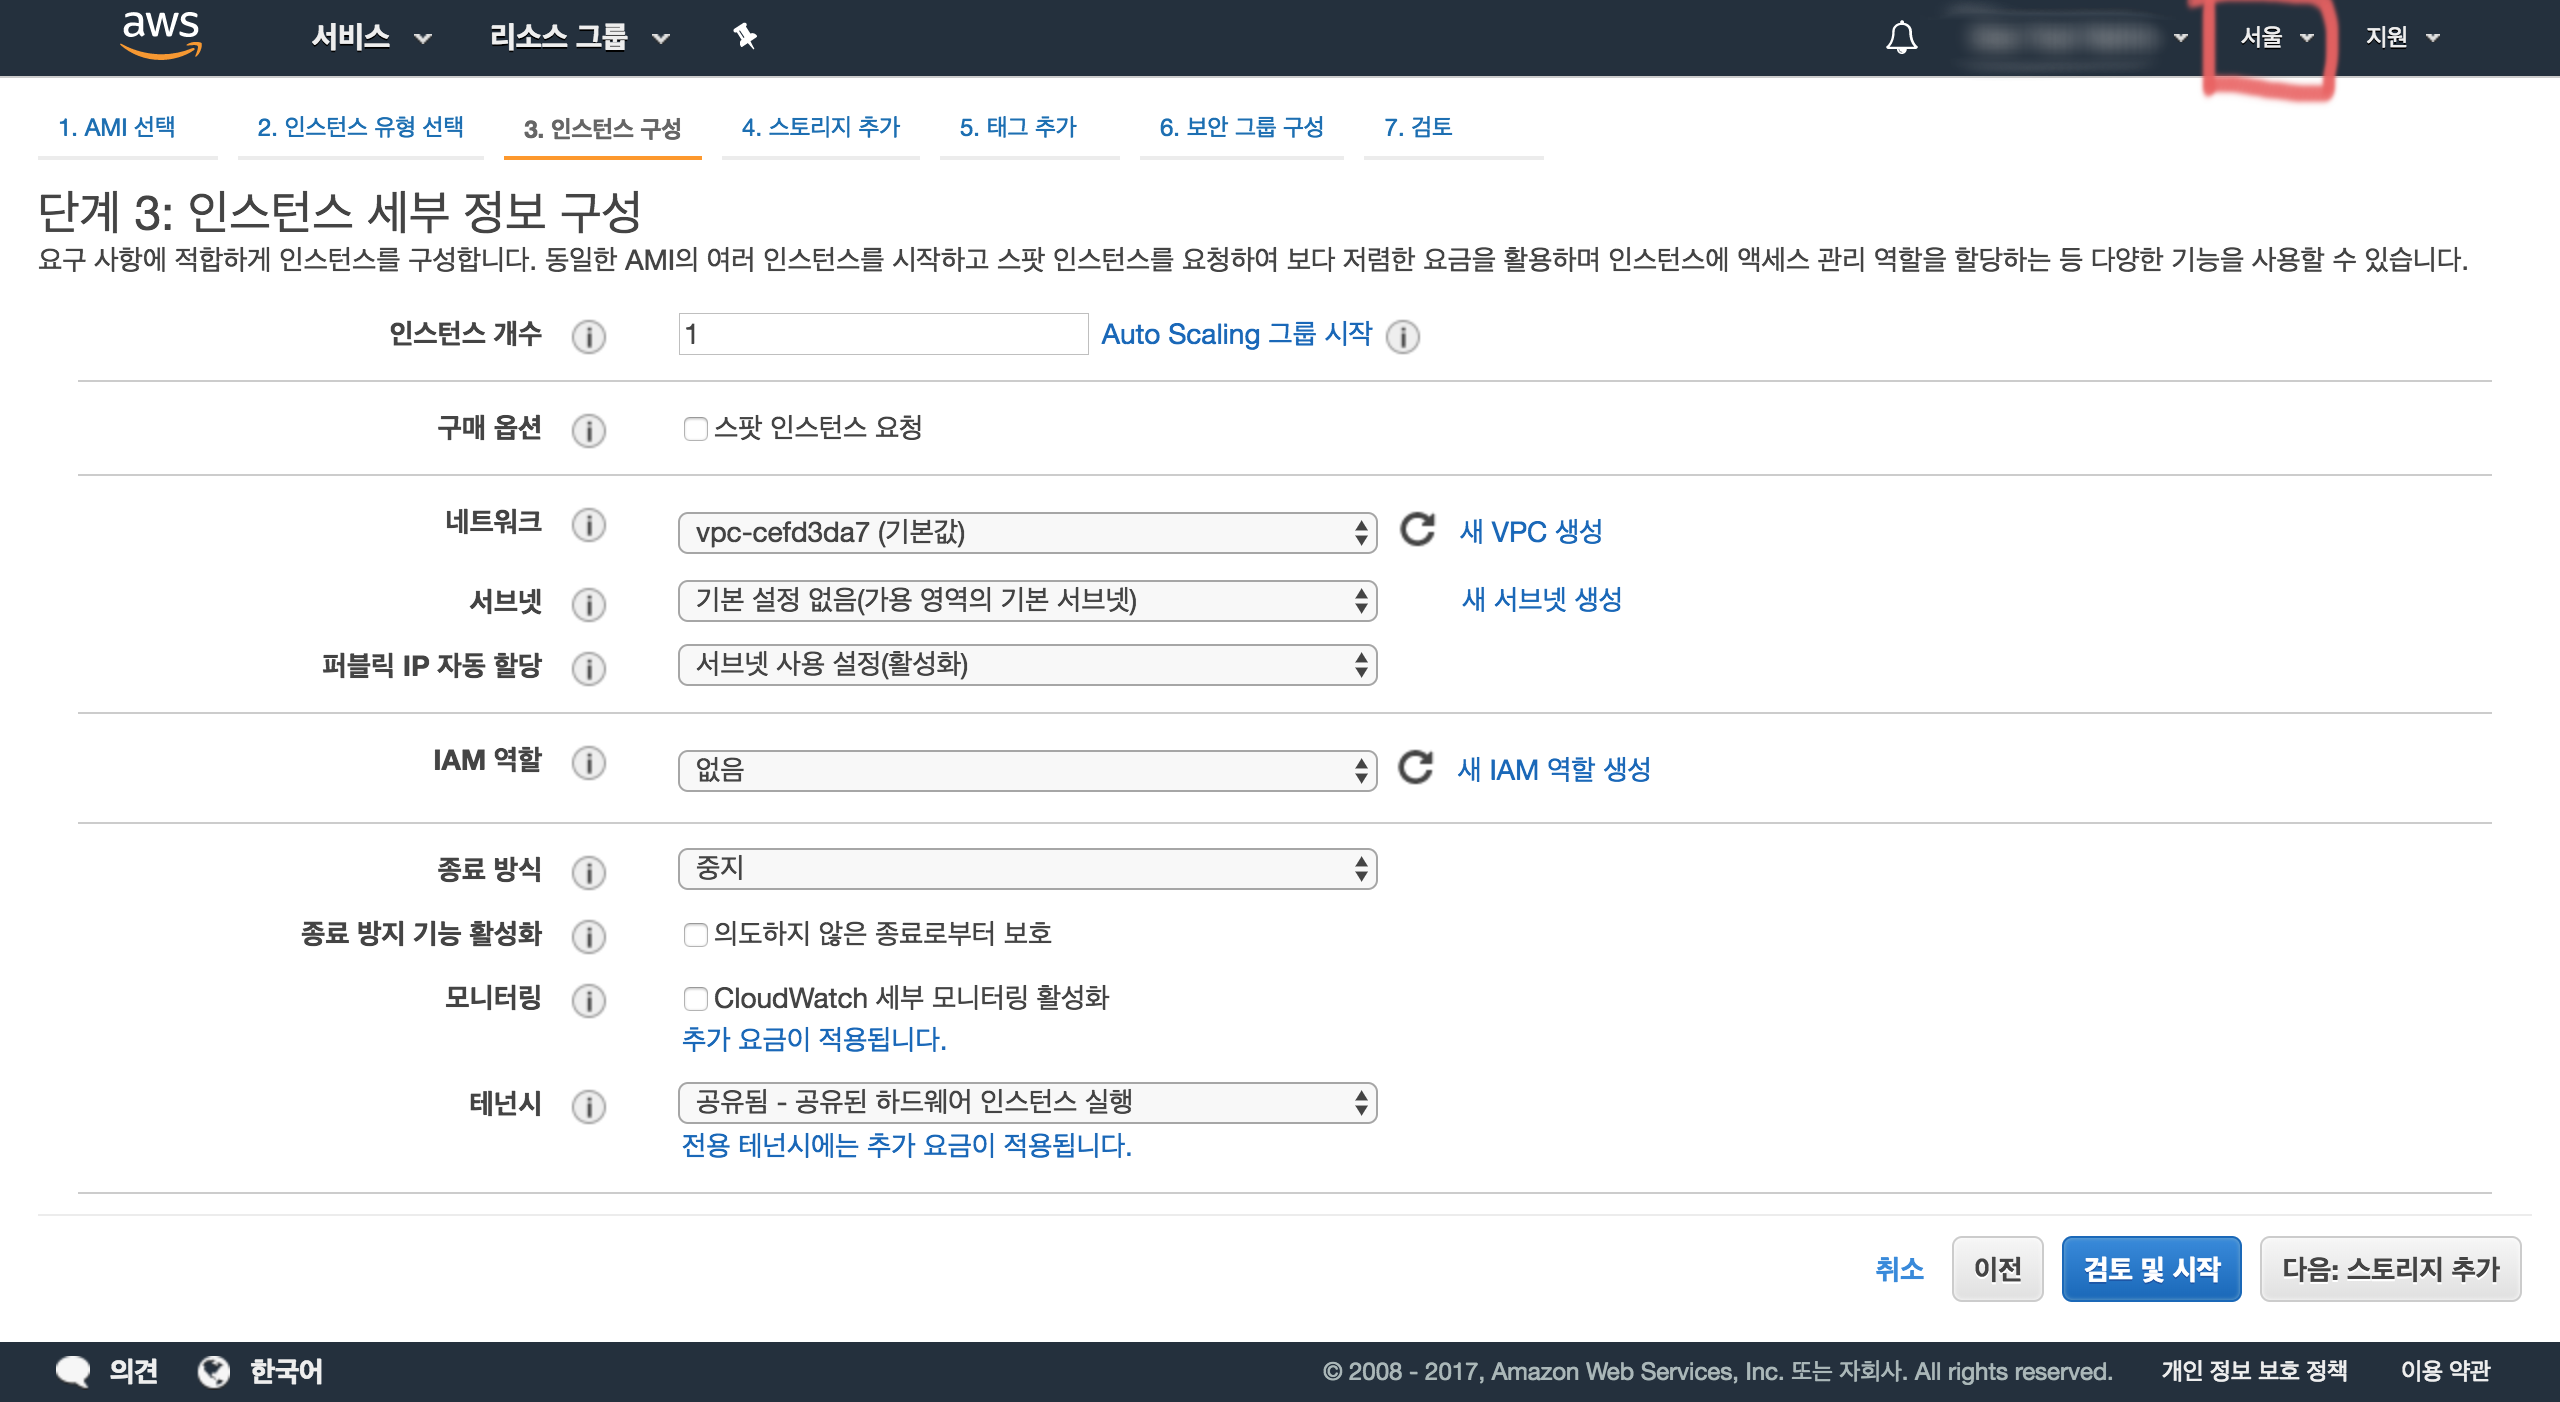 aws 서비스 리소스 그룹 서울 지원
1. AMI 선택 2. 인스턴스 유형 선택 3. 인스턴스 구성 4. 스토리지 추가 5. 태그 추가 6. 보안 그룹 구성 7. 검토
단계 3: 인스턴스 세부 정보 구성
요구 사항에 적합하게 인스턴스를 구성합니다. 동일한 AMI의 여러 인스턴스를 시작하고 스팟 인스턴스를 요청하여 보다 저렴한 요금을 활용하며 인스턴스에 액세스 관리 역할을 할당하는 등 다양한 기능을 사용할 수 있습니다.
인스턴스 개수 1 Auto Scaling 그룹 시작
구매 옵션 스팟 인스턴스 요청
네트워크 vpc-cefd3da7 (기본값) 새 VPC 생성
서브넷 기본 설정 없음(가용 영역의 기본 서브넷) 새 서브넷 생성
퍼블릭 IP 자동 할당 서브넷 사용 설정(활성화)
IAM 역할 없음 새 IAM 역할 생성
종료 방식 중지
종료 방지 기능 활성화 의도하지 않은 종료로부터 보호
모니터링 CloudWatch 세부 모니터링 활성화
추가 요금이 적용됩니다.
테넌시 공유됨 - 공유된 하드웨어 인스턴스 실행
전용 테넌시에는 추가 요금이 적용됩니다.
취소 이전 검토 및 시작 다음: 스토리지 추가
의견 한국어 © 2008 - 2017, Amazon Web Services, Inc. 또는 자회사. All rights reserved. 개인 정보 보호 정책 이용 약관